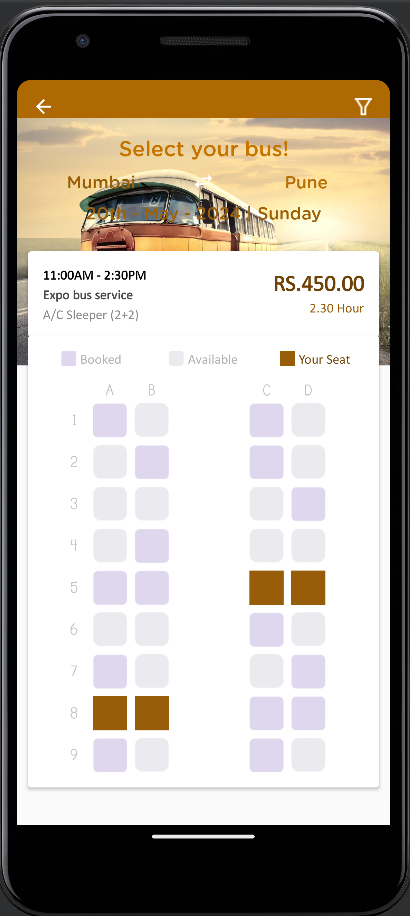 Select your bus!
Mumbai Pune
20th - May - 2024 | Sunday
11:00AM - 2:30PM RS.450.00
Expo bus service 2.30 Hour
A/C Sleeper (2+2)
Booked Available Your Seat
A B C D
1
2
3
4
5
6
7
8
9